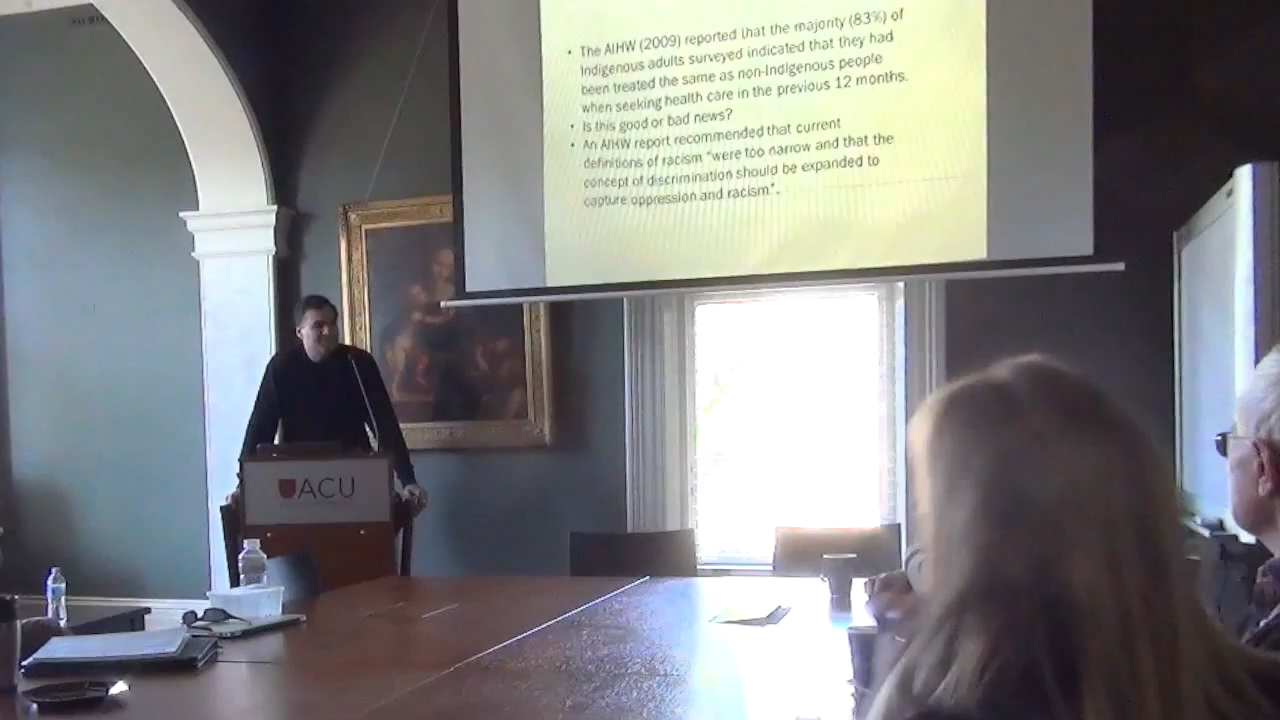 • The AIHW (2009) reported that the majority (83%) of
Indigenous adults surveyed indicated that they had
been treated the same as non-Indigenous people
when seeking health care in the previous 12 months.
• Is this good or bad news?
• An AIHW report recommended that current
definitions of racism "were too narrow and that the
concept of discrimination should be expanded to
capture oppression and racism".
ACU